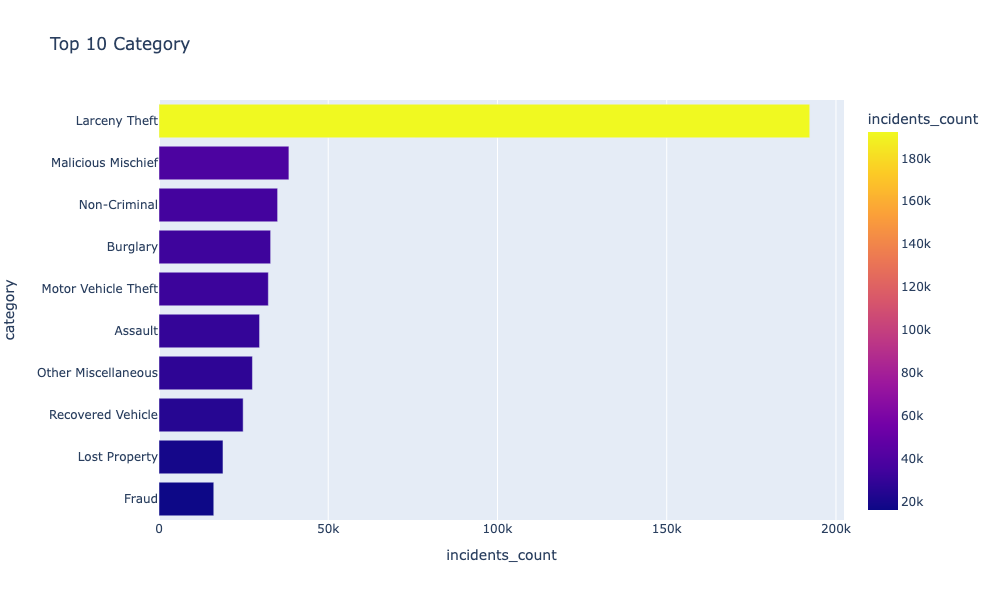 Top 10 Category
category
Larceny Theft
Malicious Mischief
Non-Criminal
Burglary
Motor Vehicle Theft
Assault
Other Miscellaneous
Recovered Vehicle
Lost Property
Fraud
0 50k 100k 150k 200k
incidents_count
incidents_count
180k
160k
140k
120k
100k
80k
60k
40k
20k